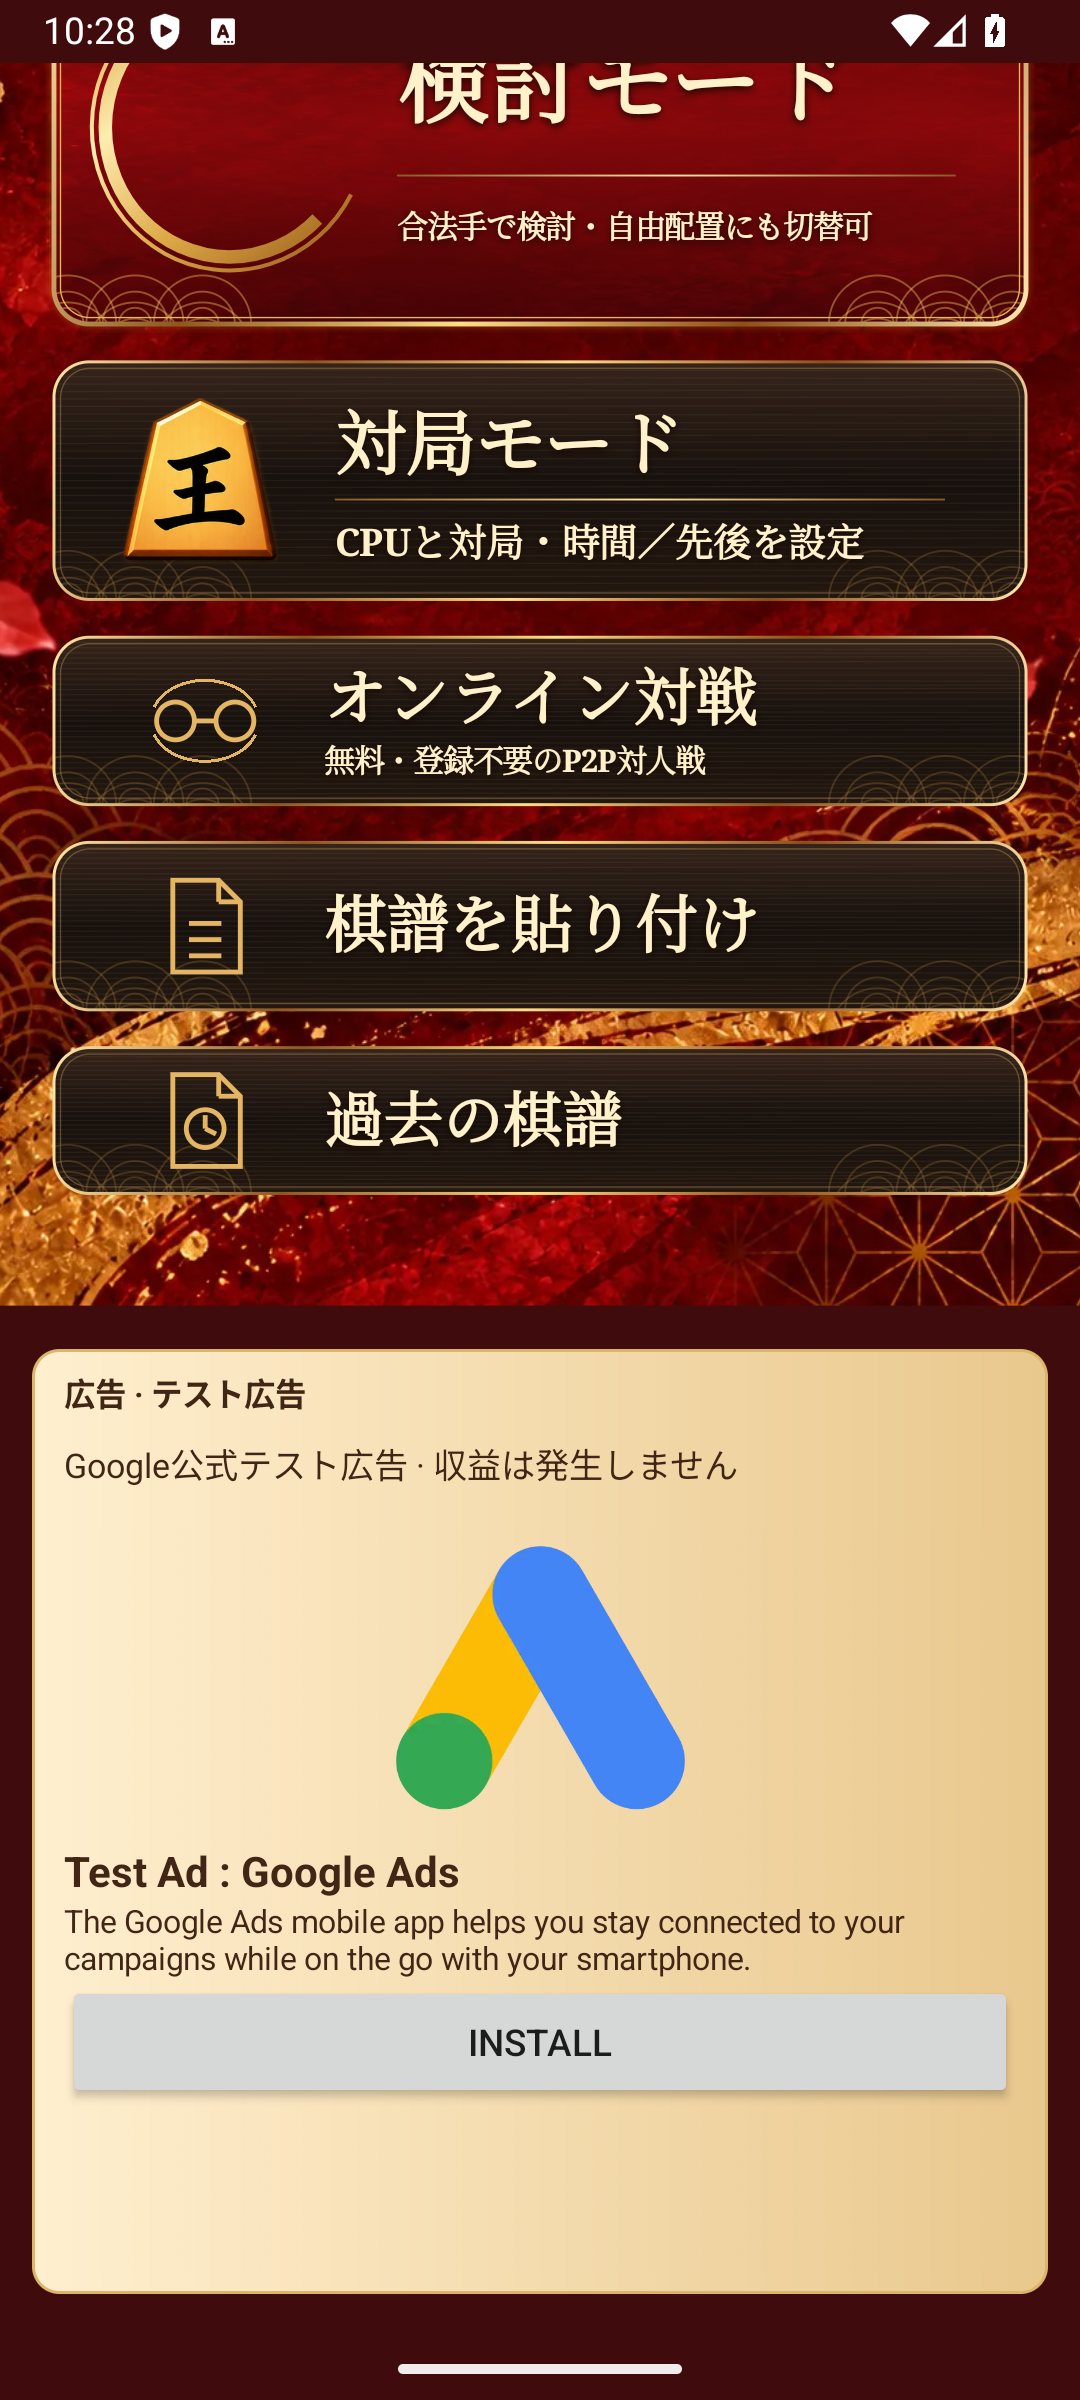 10:28
検討モード
合法手で検討・自由配置にも切替可
王
対局モード
CPUと対局・時間／先後を設定
オンライン対戦
無料・登録不要のP2P対人戦
棋譜を貼り付け
過去の棋譜
広告 · テスト広告
Google公式テスト広告 · 収益は発生しません
Test Ad : Google Ads
The Google Ads mobile app helps you stay connected to your
campaigns while on the go with your smartphone.
INSTALL